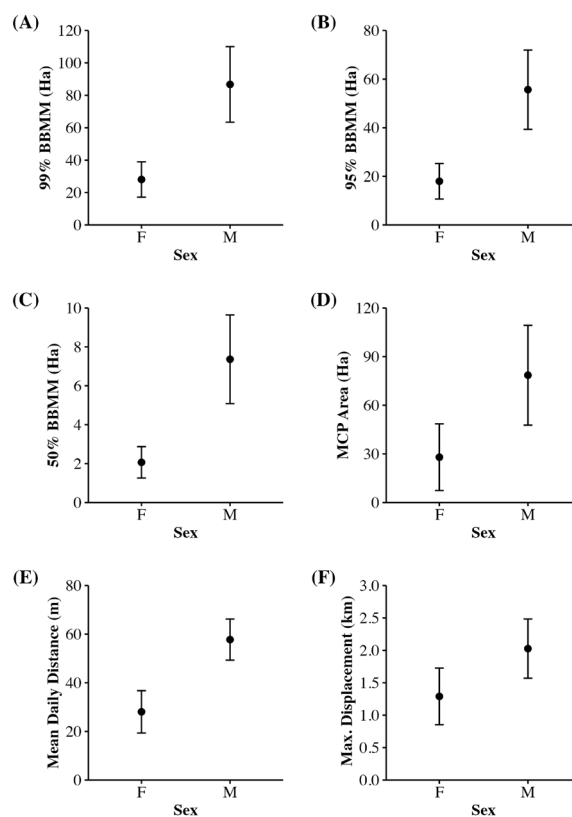 (A)
99% BBMM (Ha)
120
100
80
60
40
20
0
F M
Sex
(B)
95% BBMM (Ha)
80
60
40
20
0
F M
Sex
(C)
50% BBMM (Ha)
10
8
6
4
2
0
F M
Sex
(D)
MCP Area (Ha)
120
90
60
30
0
F M
Sex
(E)
Mean Daily Distance (m)
80
60
40
20
0
F M
Sex
(F)
Max. Displacement (km)
3.0
2.5
2.0
1.5
1.0
0.5
0.0
F M
Sex